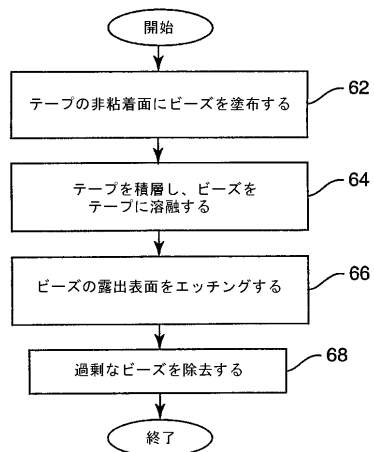 開始
テープの非粘着面にビーズを塗布する
62
テープを積層し、ビーズを
テープに溶融する
64
ビーズの露出表面をエッチングする
66
過剰なビーズを除去する
68
終了